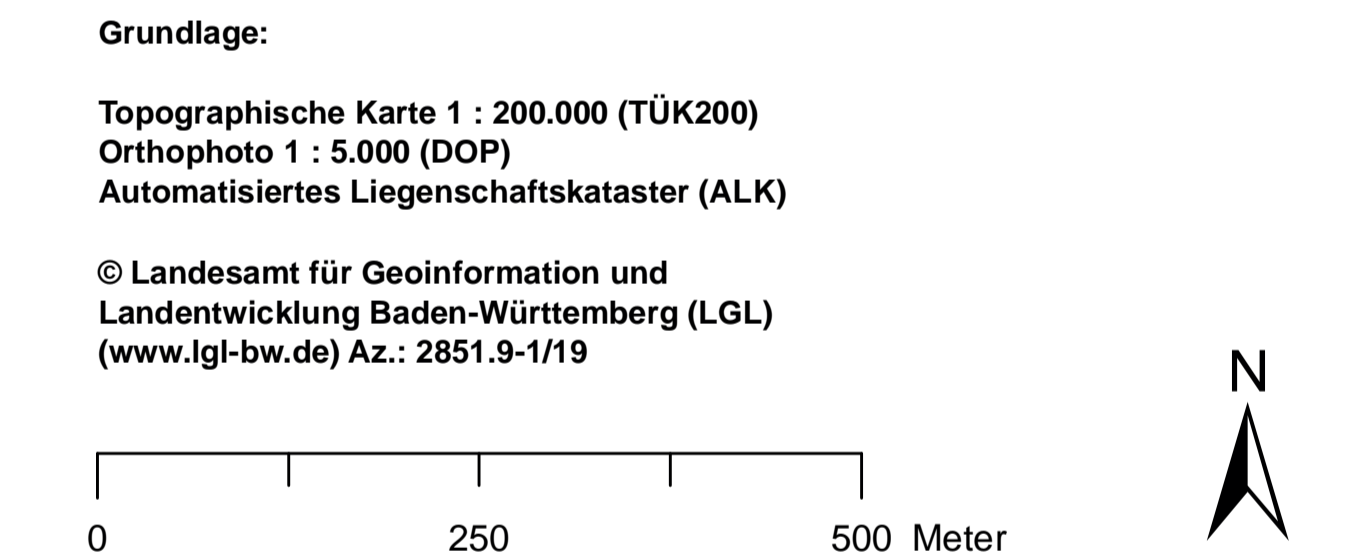 Grundlage:
Topographische Karte 1 : 200.000 (TÜK200)
Orthophoto 1 : 5.000 (DOP)
Automatisiertes Liegenschaftskataster (ALK)
© Landesamt für Geoinformation und
Landentwicklung Baden-Württemberg (LGL)
(www.lgl-bw.de) Az.: 2851.9-1/19
N
0 250 500 Meter